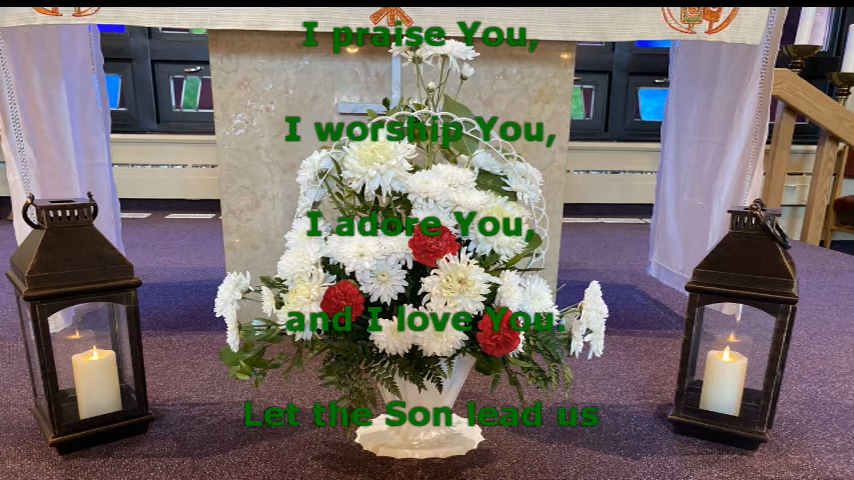 I praise You,
I worship You,
I adore You,
and I love You.
Let the Son lead us